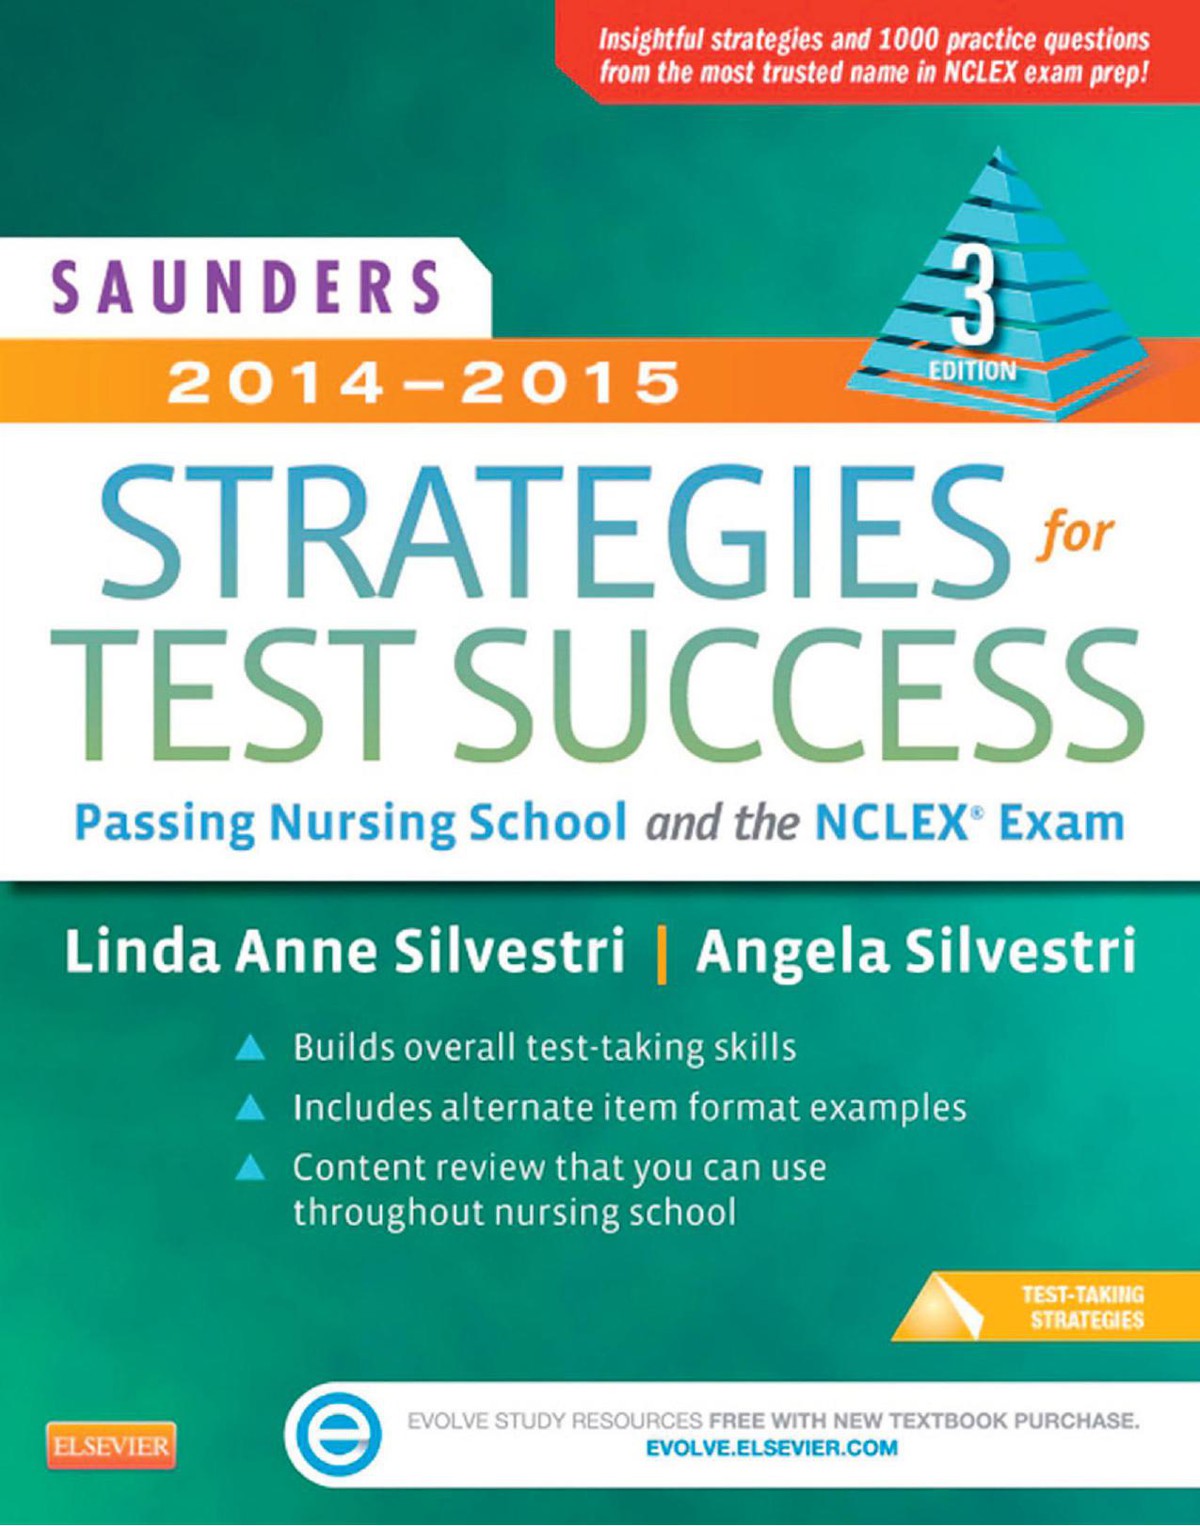 Insightful strategies and 1000 practice questions
from the most trusted name in NCLEX exam prep!
SAUNDERS
2014–2015
3
EDITION
STRATEGIES for
TEST SUCCESS
Passing Nursing School and the NCLEX® Exam
Linda Anne Silvestri | Angela Silvestri
Builds overall test-taking skills
Includes alternate item format examples
Content review that you can use
throughout nursing school
TEST-TAKING
STRATEGIES
ELSEVIER
e
EVOLVE STUDY RESOURCES FREE WITH NEW TEXTBOOK PURCHASE.
EVOLVE.ELSEVIER.COM